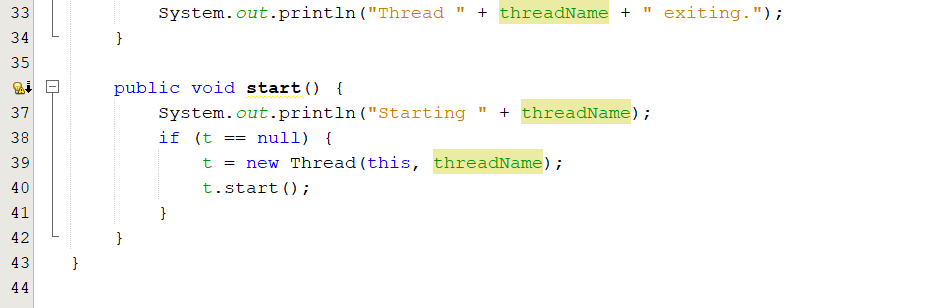 33 System.out.println("Thread " + threadName + " exiting.");
34 }
35
public void start() {
37 System.out.println("Starting " + threadName);
38 if (t == null) {
39 t = new Thread(this, threadName);
40 t.start();
41 }
42 }
43 }
44